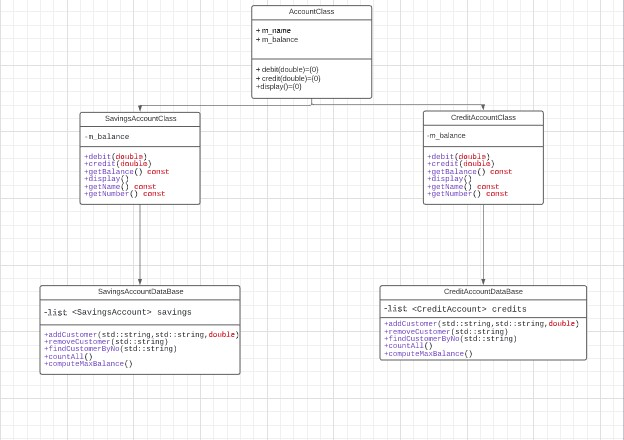 AccountClass
+ m_name
+ m_balance
+ debit(double)={0}
+ credit(double)={0}
+display()={0}
SavingsAccountClass
-m_balance
+debit(double)
+credit(double)
+getBalance() const
+display()
+getName() const
+getNumber() const
CreditAccountClass
-m_balance
+debit(double)
+credit(double)
+getBalance() const
+display()
+getName() const
+getNumber() const
SavingsAccountDataBase
-list <SavingsAccount> savings
+addCustomer(std::string,std::string,double)
+removeCustomer(std::string)
+findCustomerByNo(std::string)
+countAll()
+computeMaxBalance()
CreditAccountDataBase
-list <CreditAccount> credits
+addCustomer(std::string,std::string,double)
+removeCustomer(std::string)
+findCustomerByNo(std::string)
+countAll()
+computeMaxBalance()